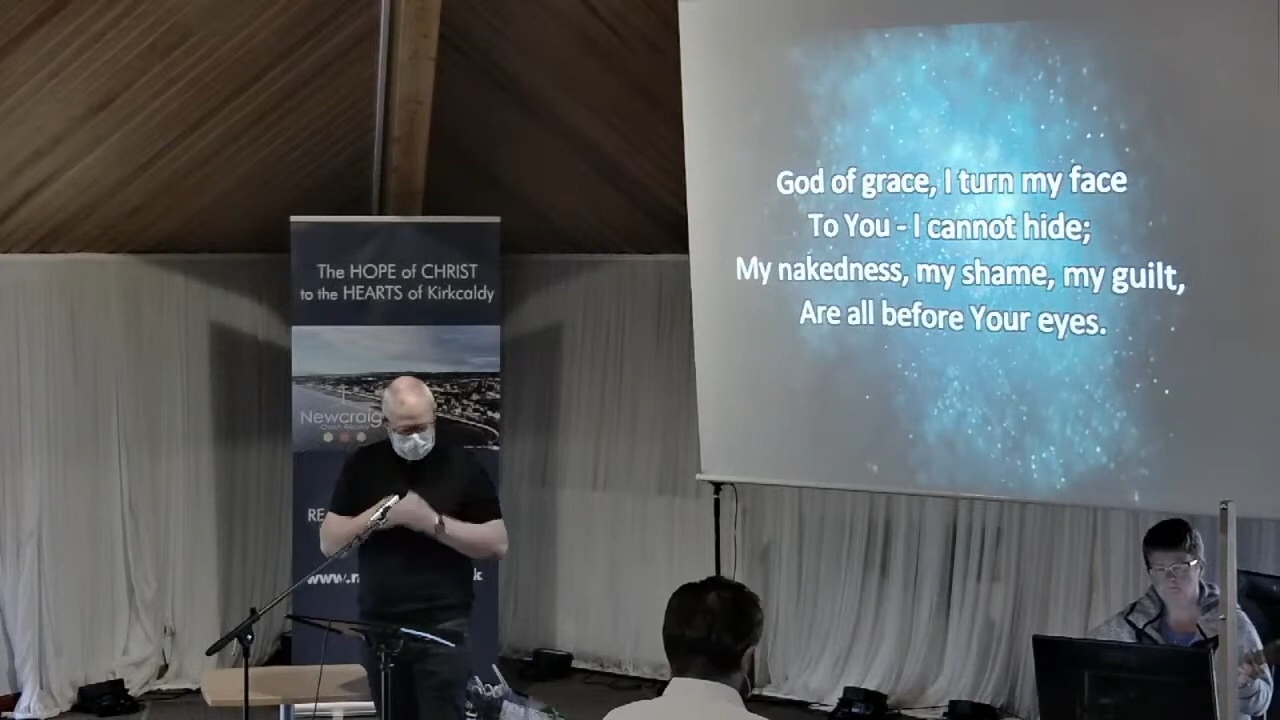 The HOPE of CHRIST
to the HEARTS of Kirkcaldy
Newcraig
God of grace, I turn my face
To You - I cannot hide;
My nakedness, my shame, my guilt,
Are all before Your eyes.